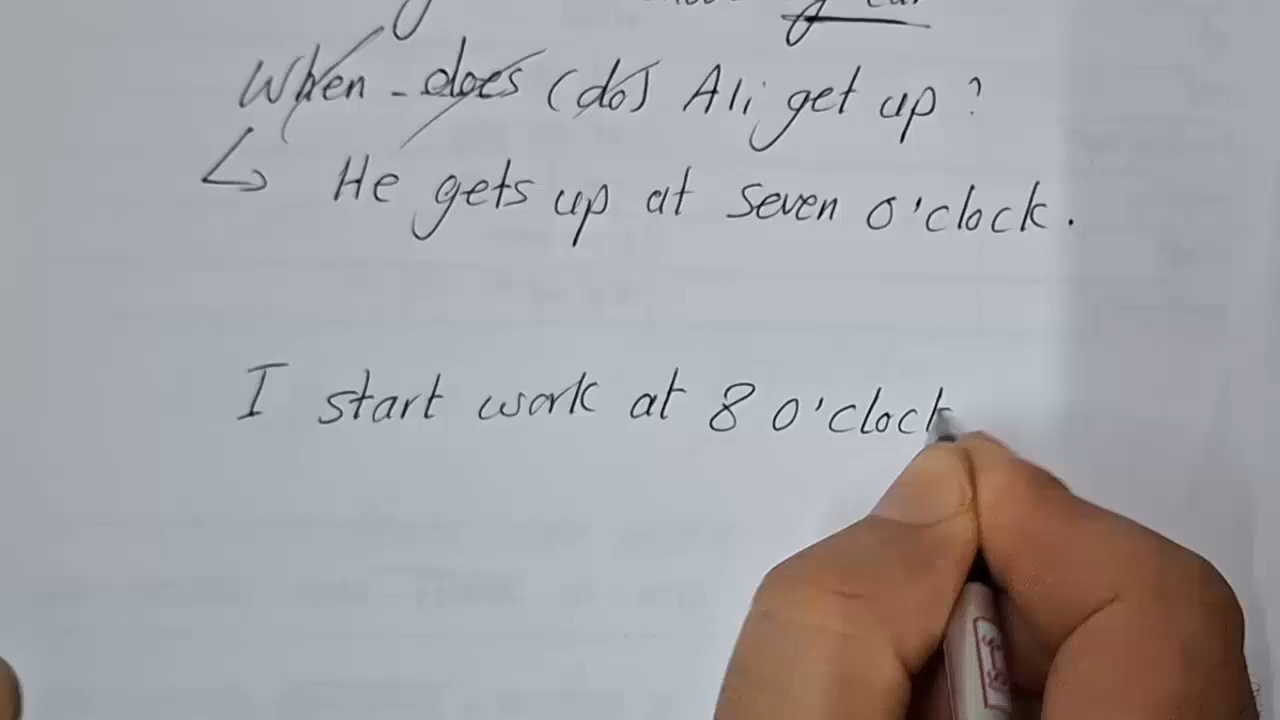 When - does (do) Ali get up ?
He gets up at seven o'clock.
I start work at 8 o'clock